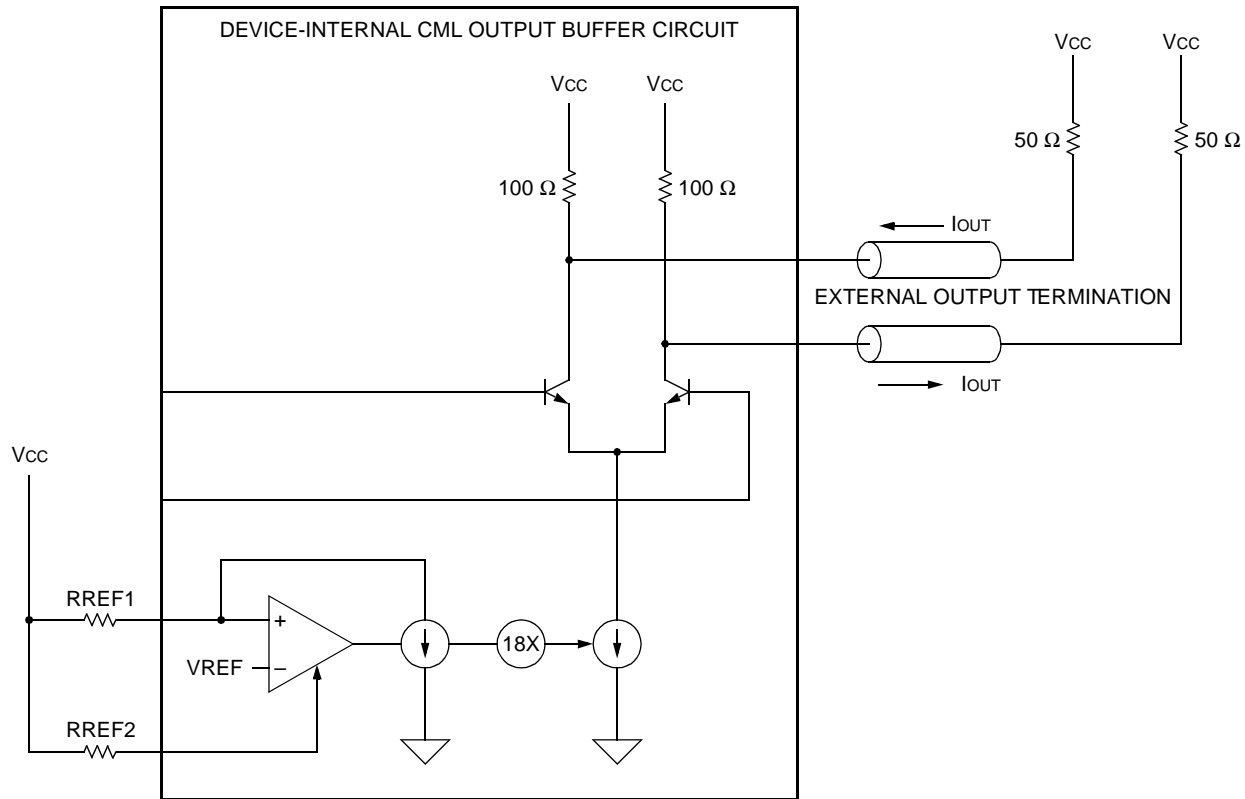 DEVICE-INTERNAL CML OUTPUT BUFFER CIRCUIT
VCC VCC
VCC VCC
50 Ω 50 Ω
100 Ω 100 Ω
IOUT
EXTERNAL OUTPUT TERMINATION
IOUT
VCC
RREF1
+
18X
VREF −
RREF2